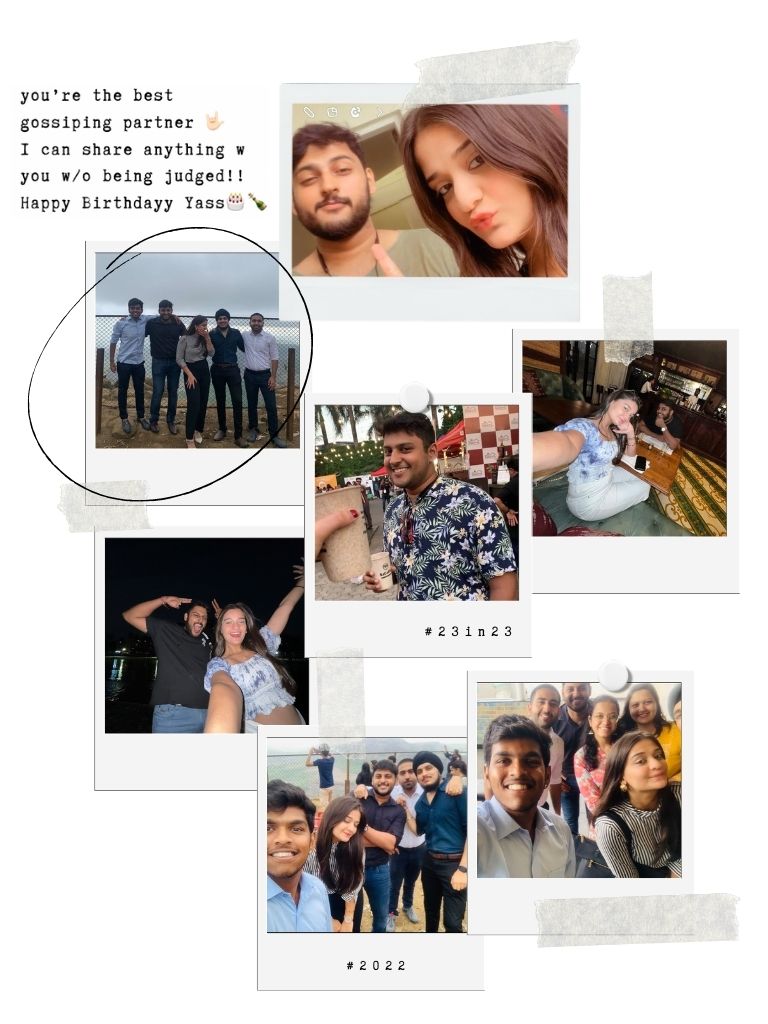 you're the best
gossiping partner 🤟🏻
I can share anything w
you w/o being judged!!
Happy Birthdayy Yass🎂🍾
#23in23
#2022